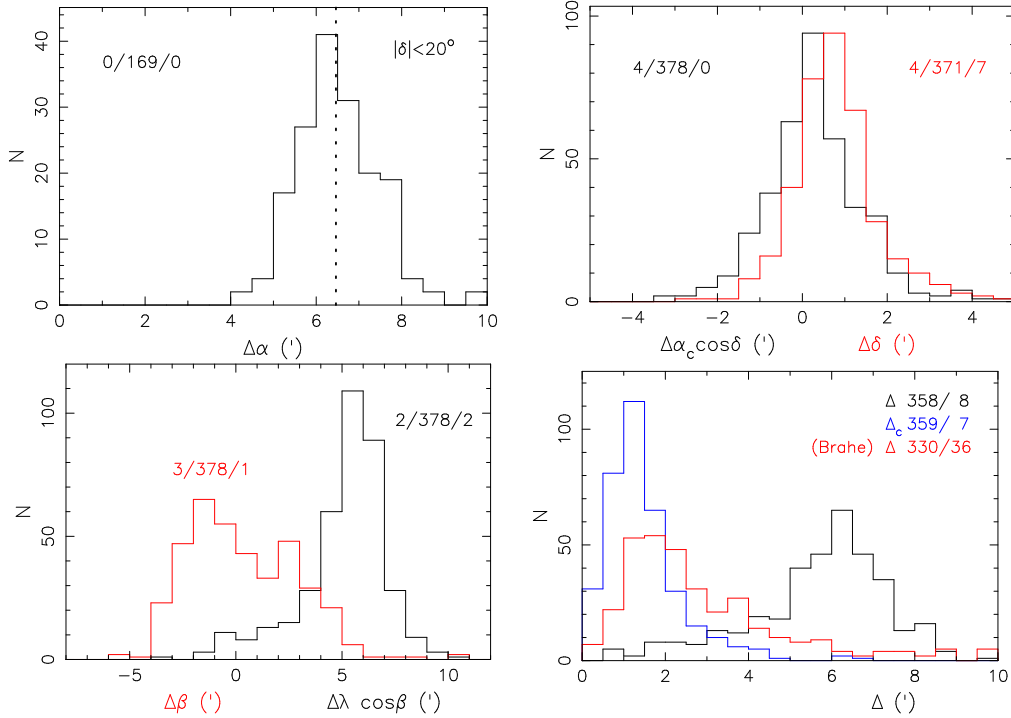 0/169/0
|δ|<20°
N
0
10
20
30
40
0 2 4 6 8 10
Δα (')
4/378/0
4/371/7
N
0
50
100
−4 −2 0 2 4
Δα_c cosδ (')
Δδ (')
2/378/2
3/378/1
N
0
50
100
−5 0 5 10
Δβ (')
Δλ cosβ (')
Δ 358/ 8
Δ_c 359/ 7
(Brahe) Δ 330/36
N
0
50
100
0 2 4 6 8 10
Δ (')